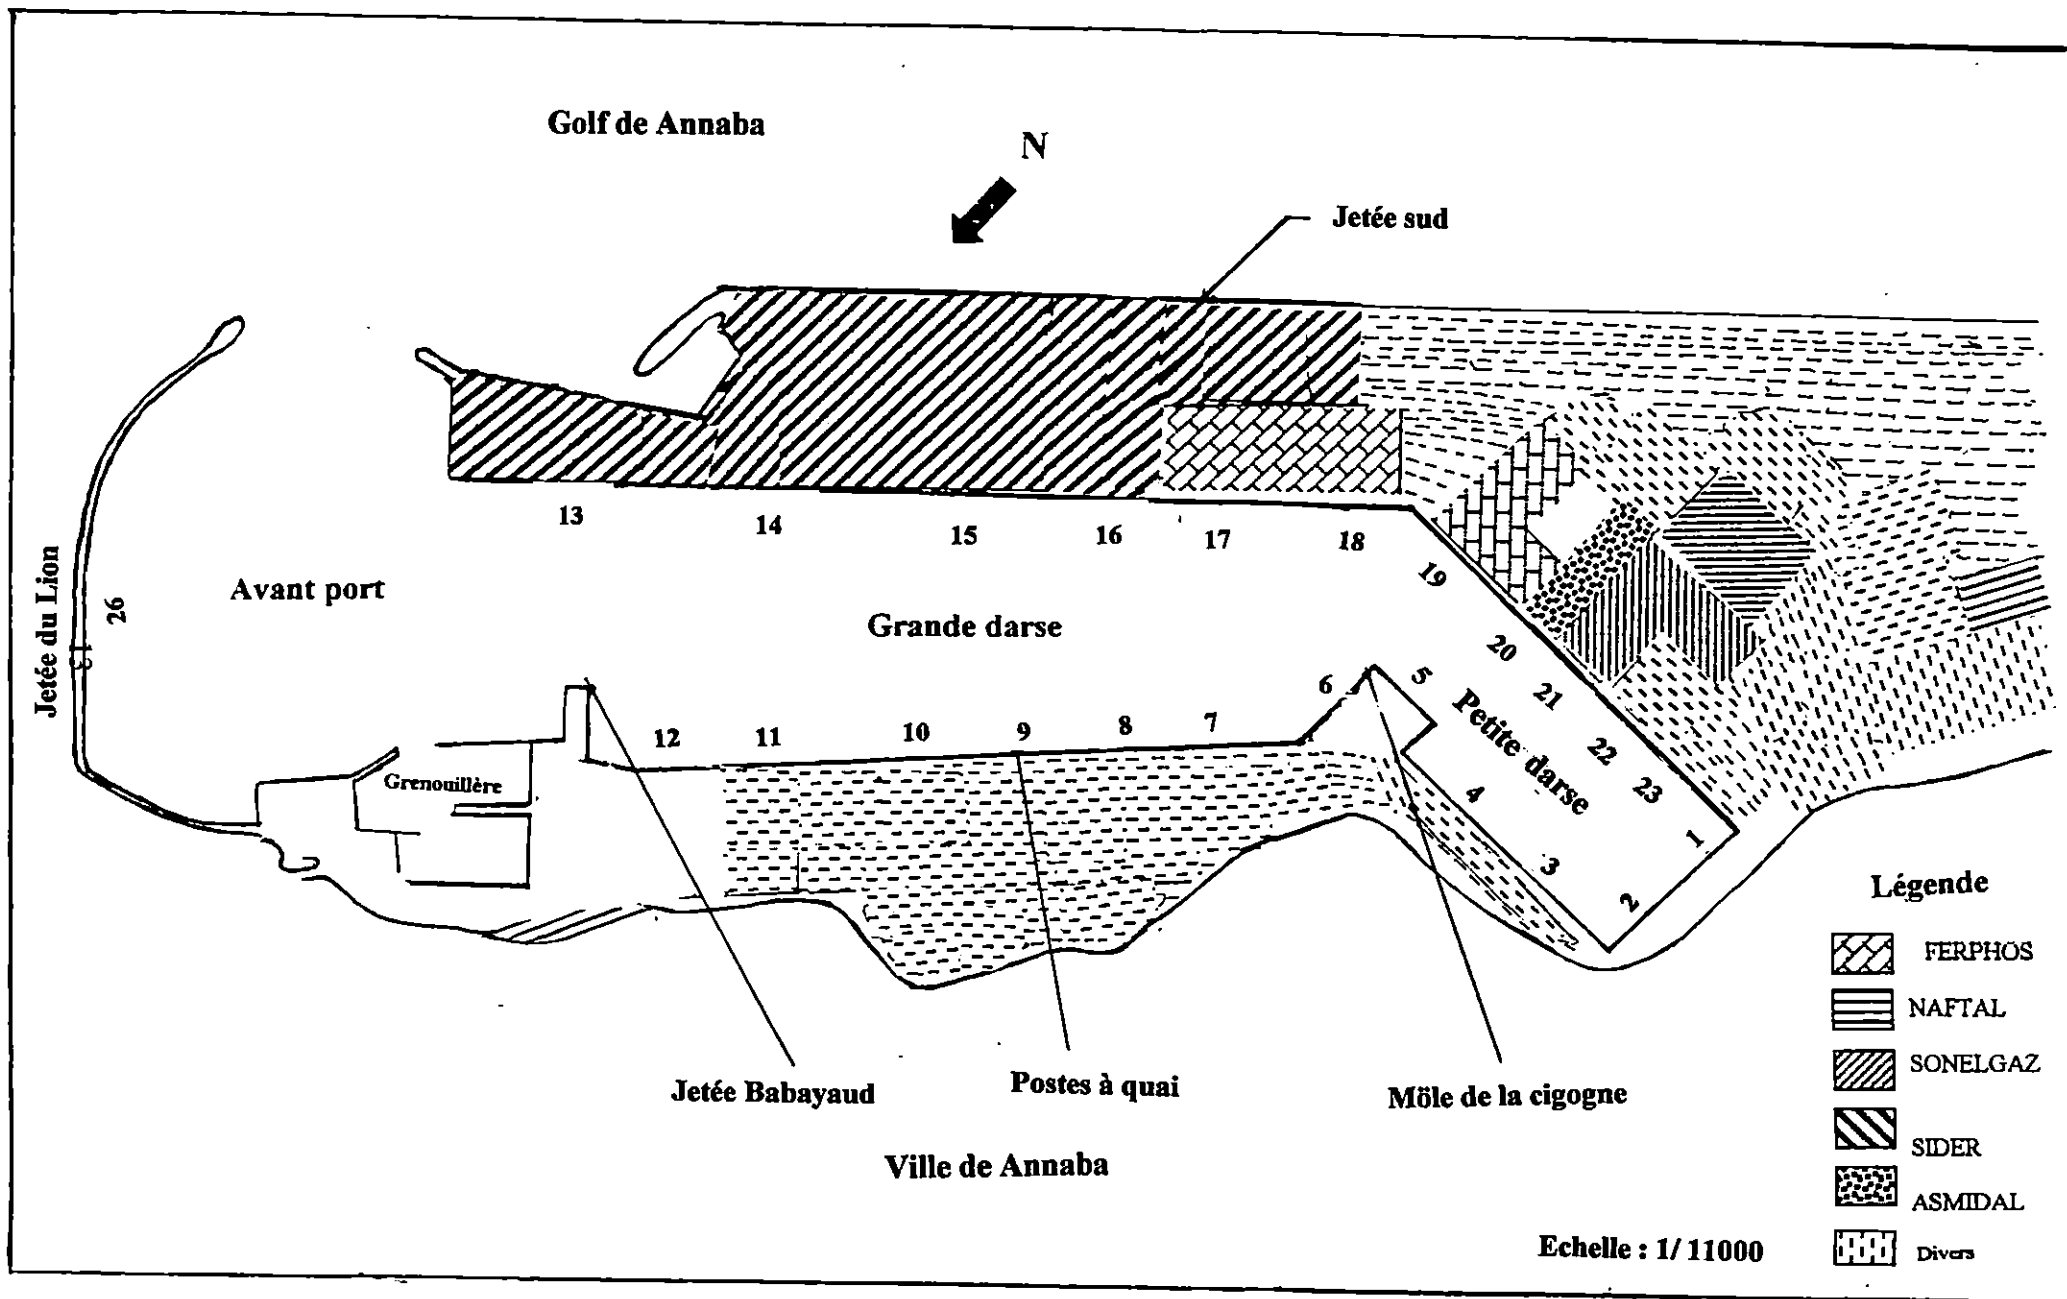 Golf de Annaba
N
Jetée sud
13
14
15
16
17
18
19
20
21
22
23
1
2
3
4
5
6
7
8
9
10
11
12
26
13
Jetée du Lion
Avant port
Grande darse
Petite darse
Grenouillère
Jetée Babayaud
Postes à quai
Môle de la cigogne
Ville de Annaba
Légende
FERPHOS
NAFTAL
SONELGAZ
SIDER
ASMIDAL
Divers
Echelle : 1/ 11000